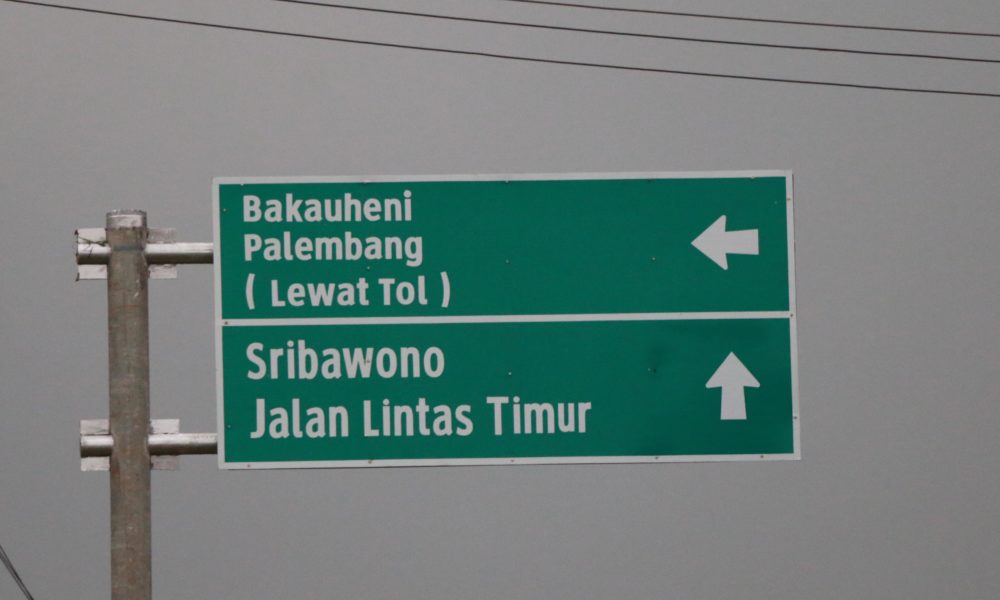 Bakauheni
Palembang
( Lewat Tol )
Sribawono
Jalan Lintas Timur